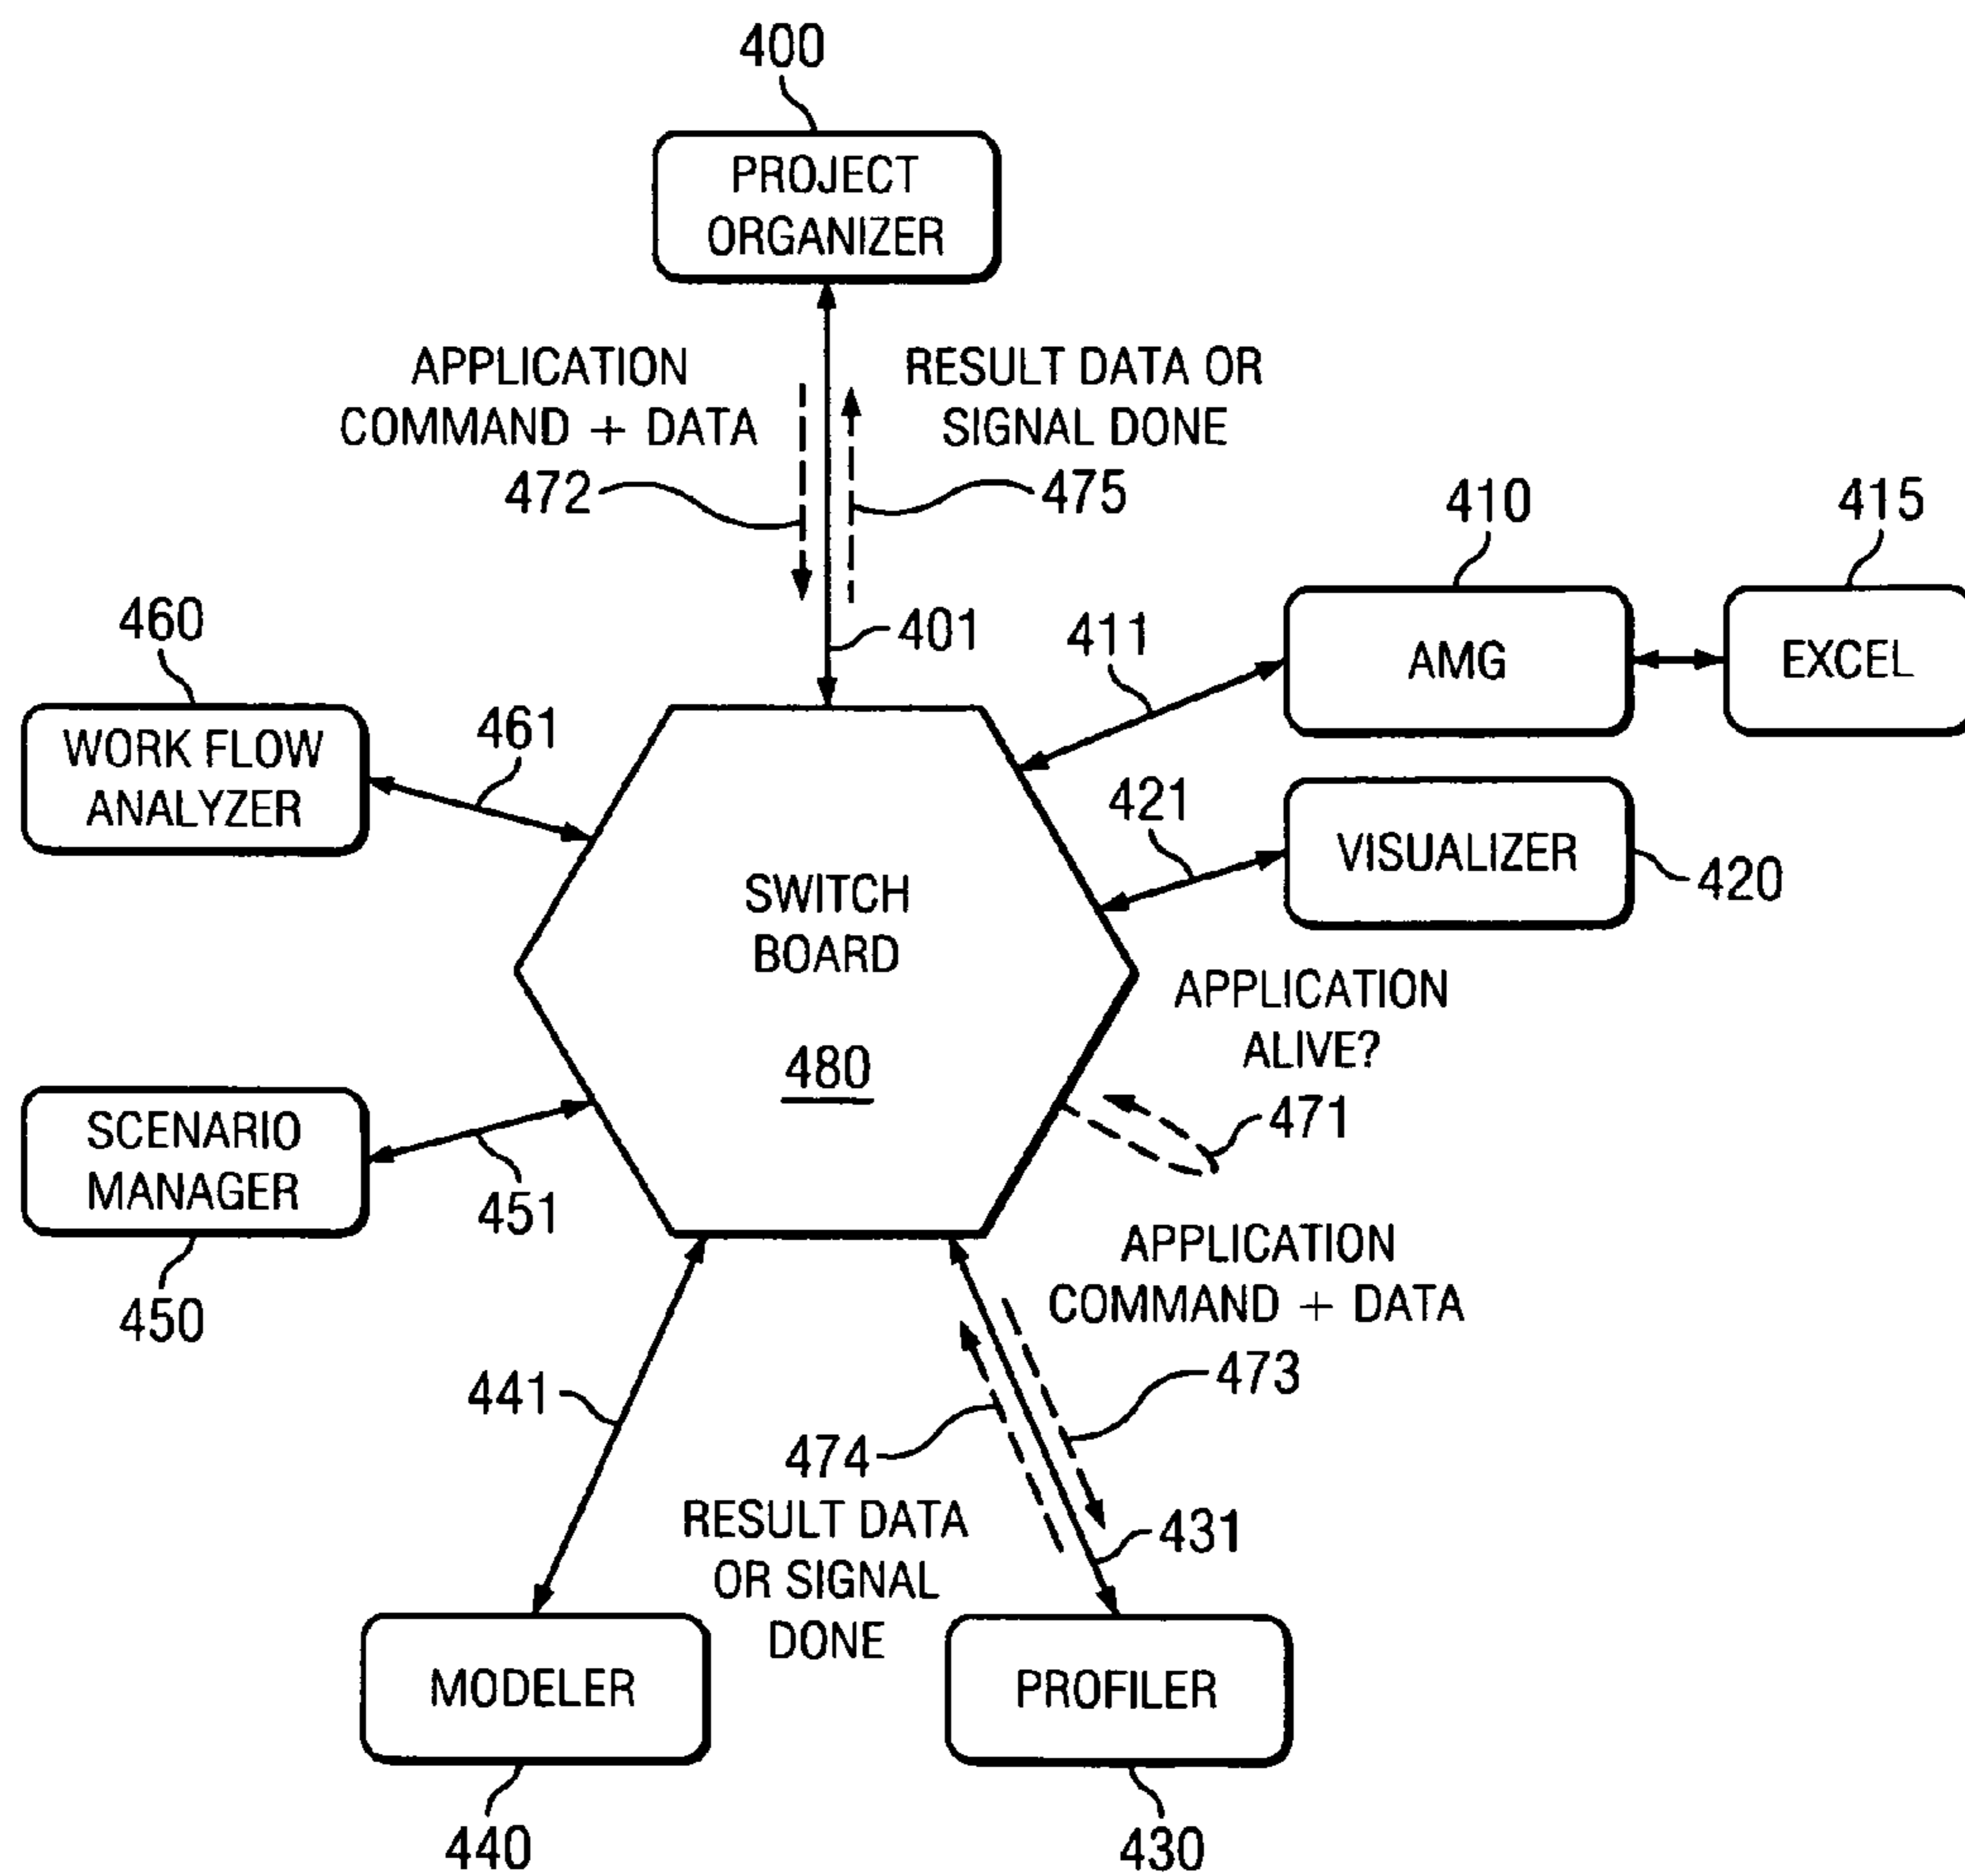 400
PROJECT
ORGANIZER
APPLICATION
COMMAND + DATA
472
RESULT DATA OR
SIGNAL DONE
475
401
410
AMG
415
EXCEL
411
460
WORK FLOW
ANALYZER
461
421
VISUALIZER
420
SWITCH
BOARD
480
APPLICATION
ALIVE?
471
SCENARIO
MANAGER
451
450
APPLICATION
COMMAND + DATA
473
441
474
RESULT DATA
OR SIGNAL
DONE
431
MODELER
440
PROFILER
430